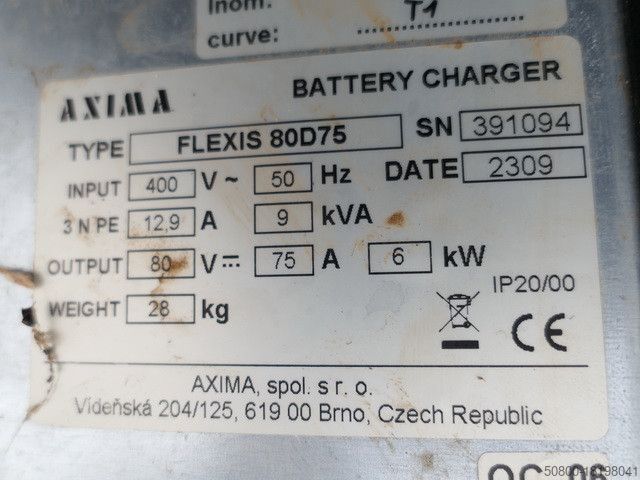 Inom.
curve: T1
AXIMA BATTERY CHARGER
TYPE FLEXIS 80D75 SN 391094
INPUT 400 V ~ 50 Hz DATE 2309
3 N PE 12,9 A 9 kVA
OUTPUT 80 V 75 A 6 kW
WEIGHT 28 kg IP20/00
CE
AXIMA, spol. s r. o.
Vídeňská 204/125, 619 00 Brno, Czech Republic
50800-18198041